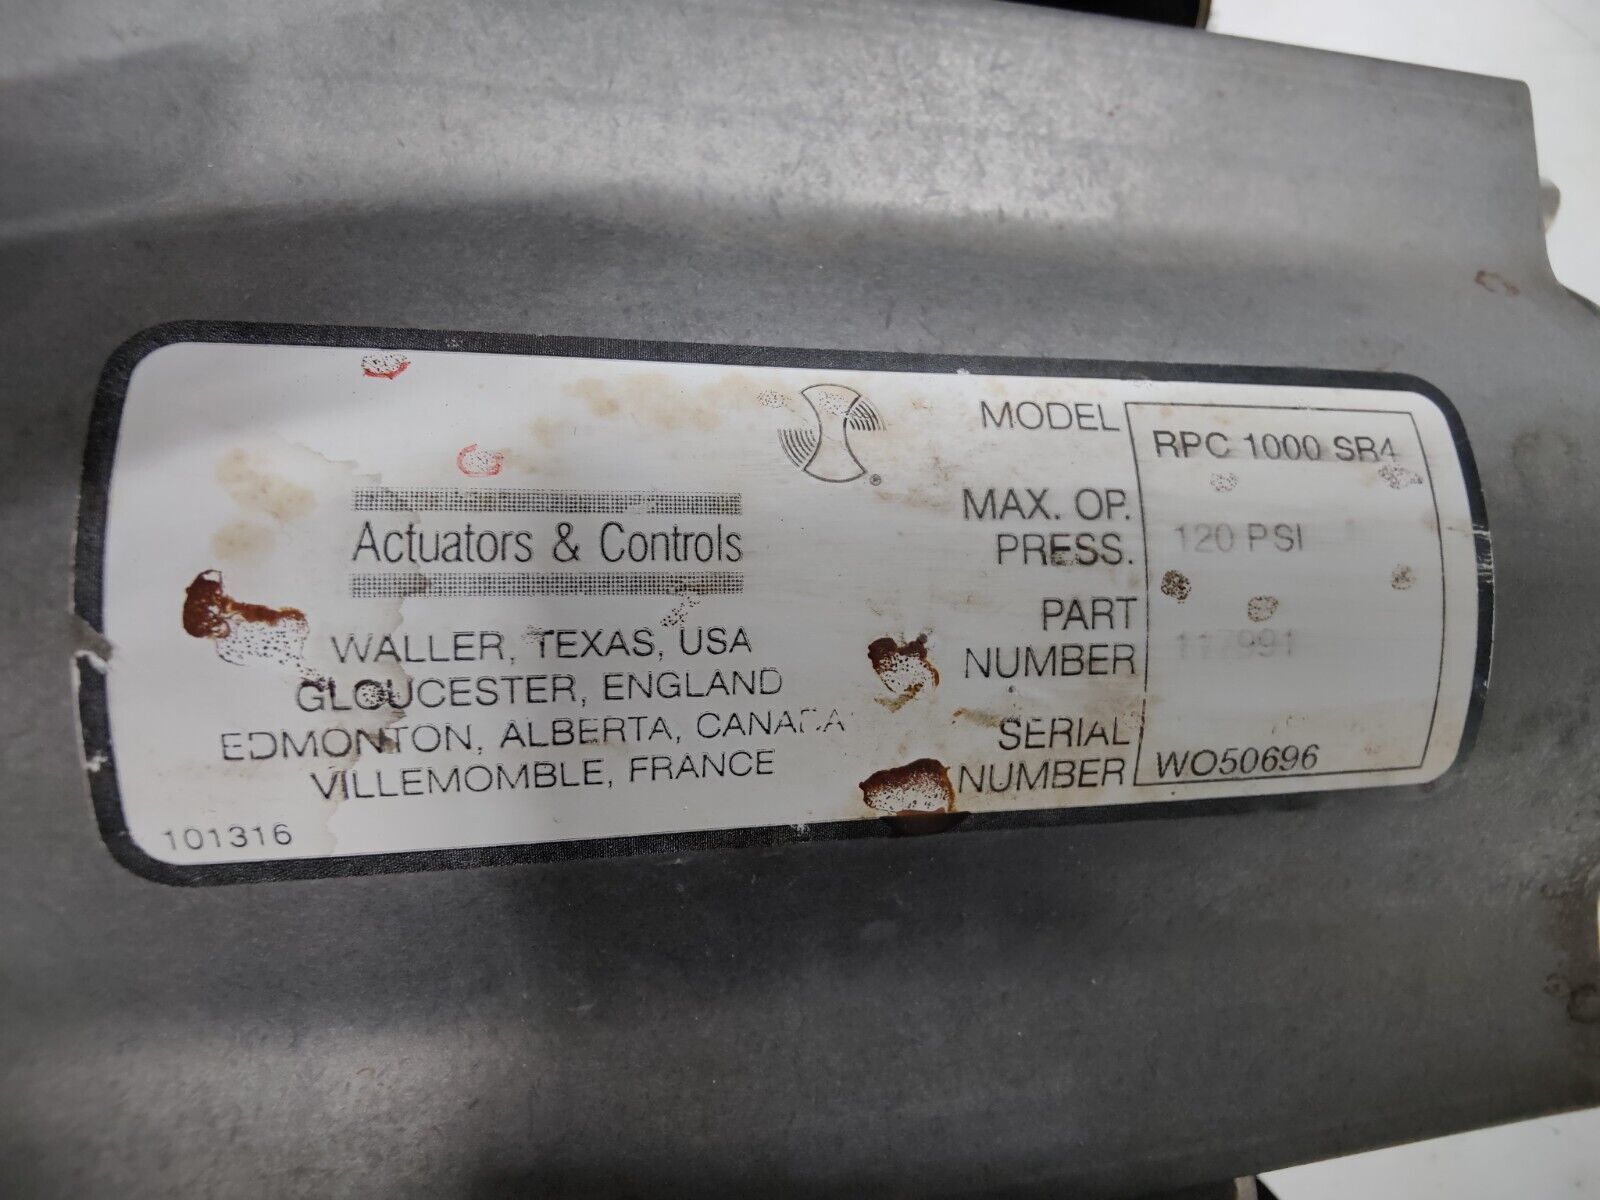 Actuators & Controls
WALLER, TEXAS, USA
GLOUCESTER, ENGLAND
EDMONTON, ALBERTA, CANADA
VILLEMOMBLE, FRANCE
101316
®
MODEL RPC 1000 SR4
MAX. OP.
PRESS. 120 PSI
PART
NUMBER 117991
SERIAL
NUMBER WO50696